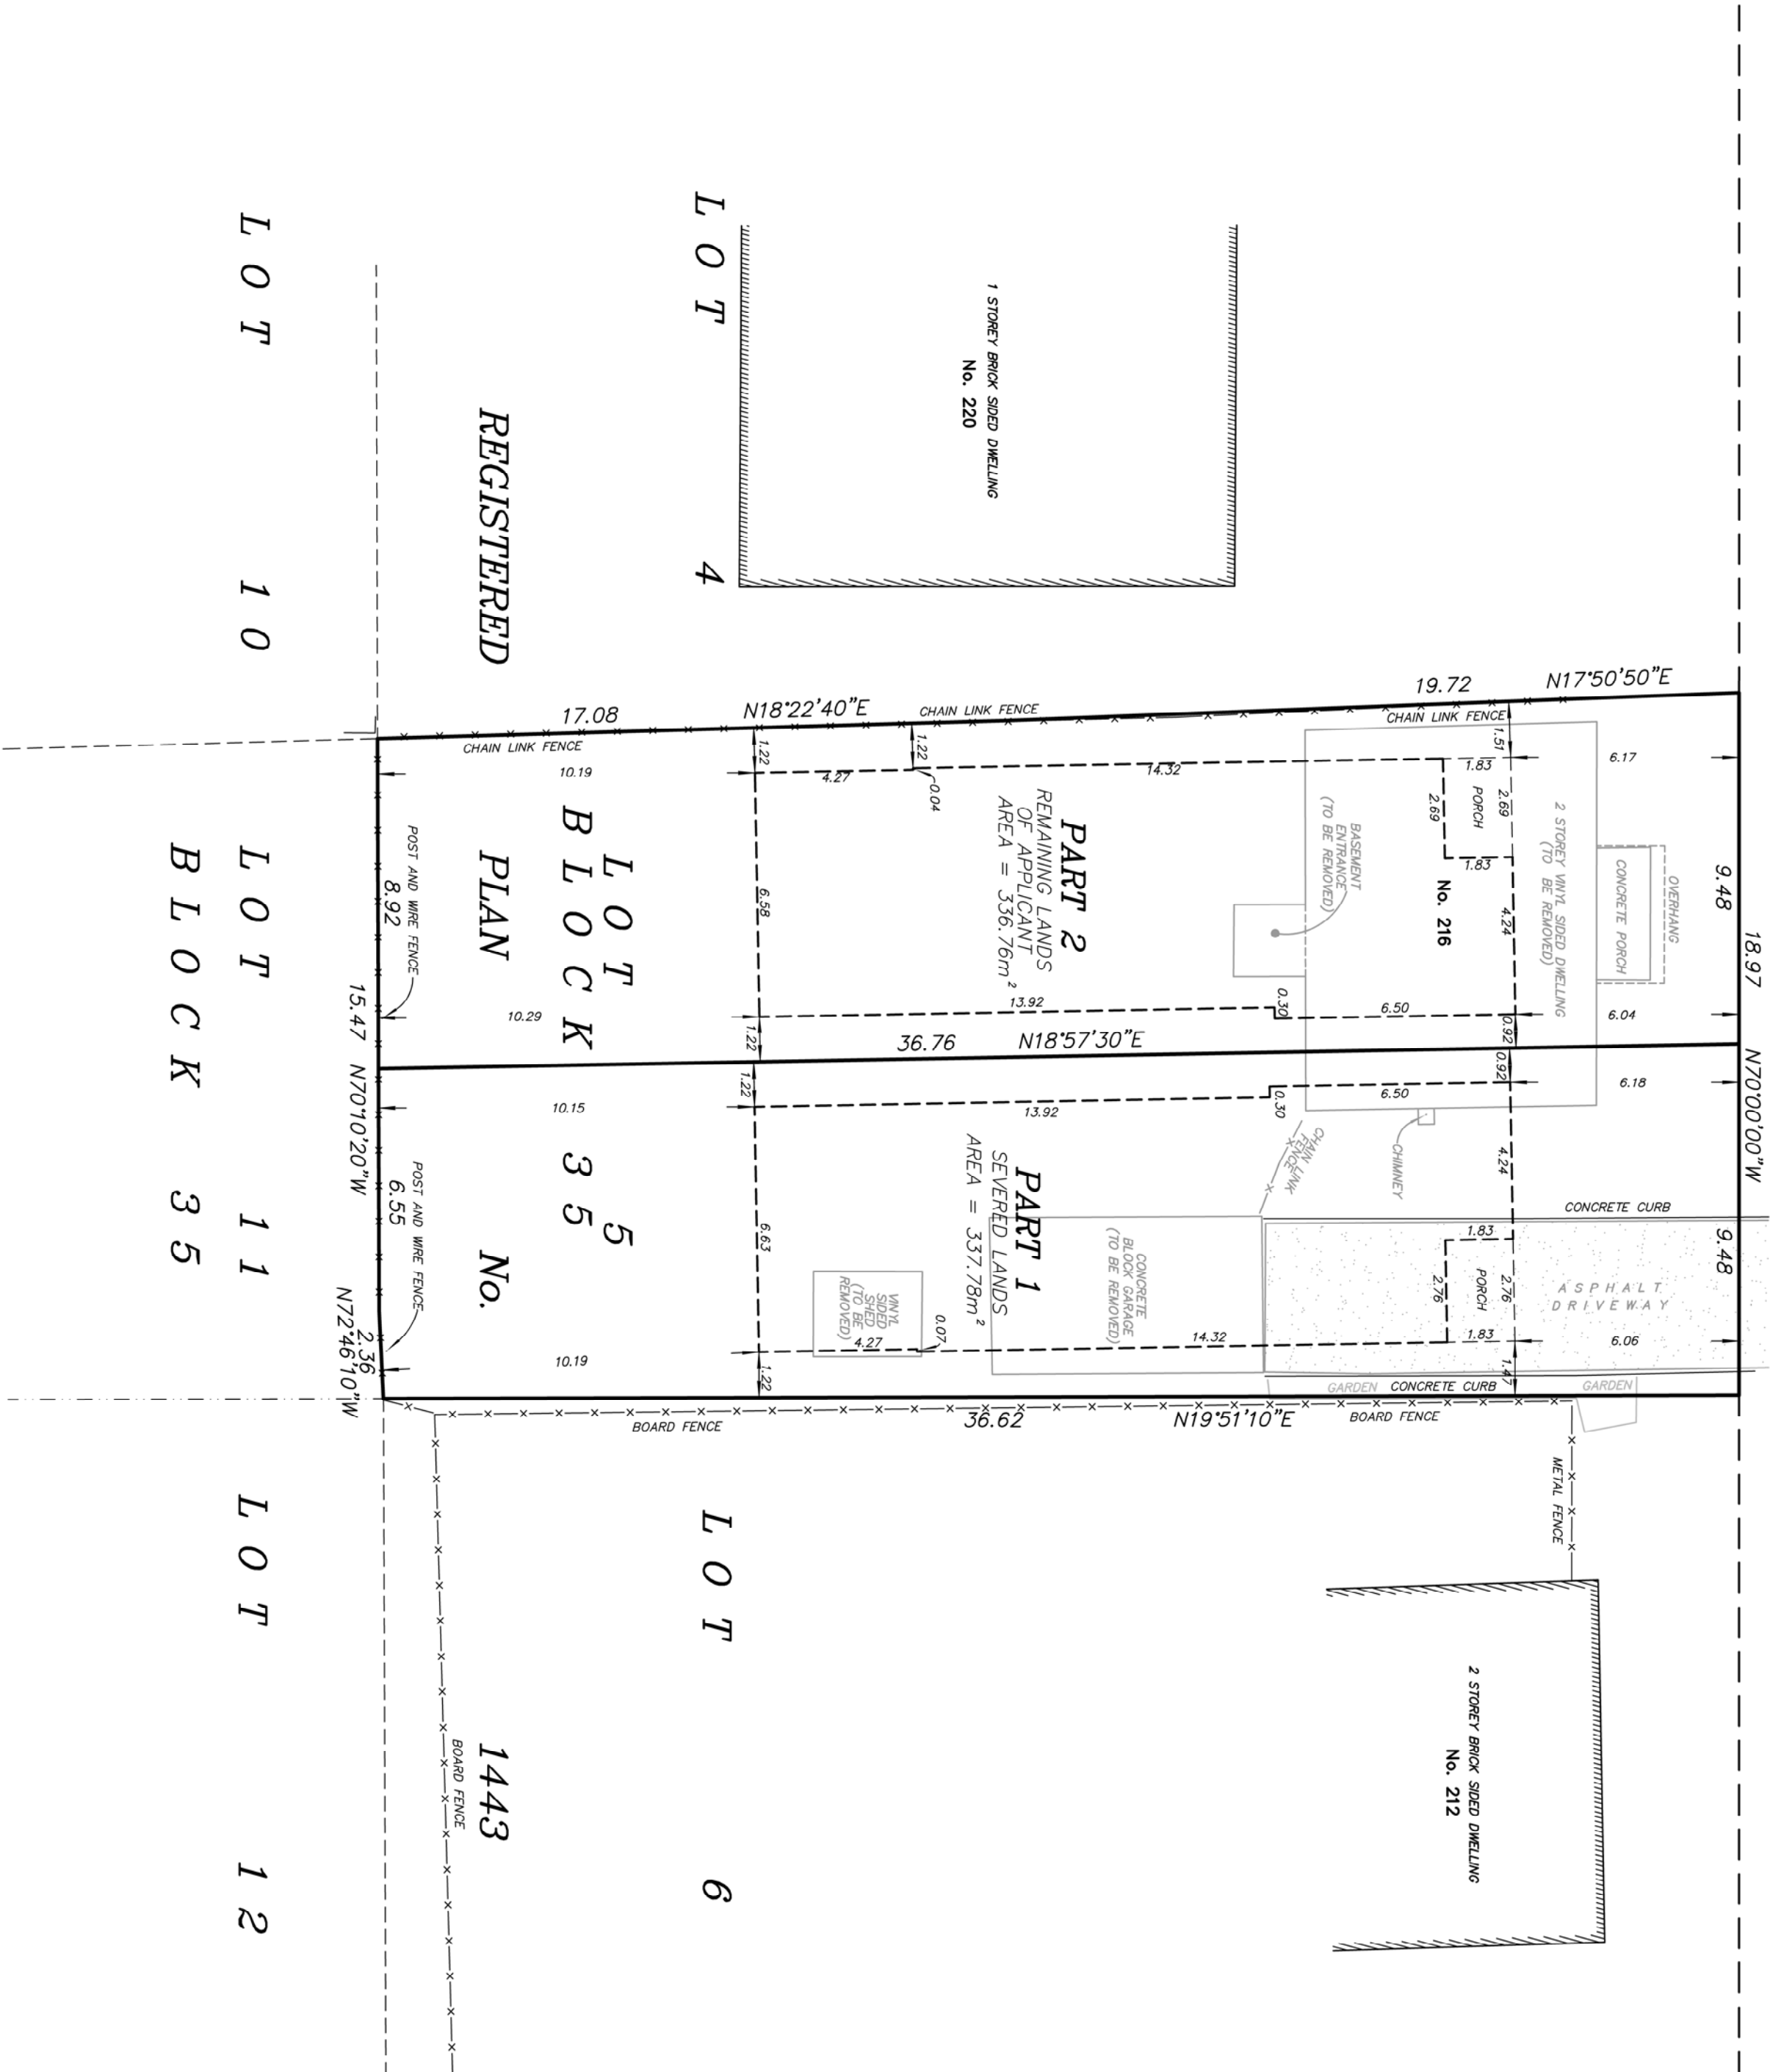 18.97
N70°00'00"W
9.48
9.48
N17°50'50"E
19.72
CHAIN LINK FENCE
N18°22'40"E
17.08
CHAIN LINK FENCE
CHAIN LINK FENCE
OVERHANG
CONCRETE PORCH
6.17
6.04
6.18
6.06
2 STOREY VINYL SIDED DWELLING
(TO BE REMOVED)
CONCRETE CURB
ASPHALT
DRIVEWAY
GARDEN
CONCRETE CURB
GARDEN
1.51
1.83
2.69
PORCH
2.69
1.83
4.24
0.92
No. 216
0.92
4.24
1.83
2.76
PORCH
2.76
1.83
1.47
6.50
6.50
0.30
0.30
CHIMNEY
BASEMENT
ENTRANCE
(TO BE REMOVED)
CHAIN LINK
FENCE
14.32
14.32
13.92
13.92
CONCRETE
BLOCK GARAGE
(TO BE REMOVED)
PART 2
REMAINING LANDS
OF APPLICANT
AREA = 336.76m²
PART 1
SEVERED LANDS
AREA = 337.78m²
36.76
N18°57'30"E
1.22
0.04
4.27
0.07
4.27
VINYL
SIDED
SHED
(TO BE
REMOVED)
1.22
6.58
1.22
1.22
6.63
1.22
10.19
10.29
10.15
10.19
36.62
N19°51'10"E
BOARD FENCE
BOARD FENCE
METAL FENCE
1 STOREY BRICK SIDED DWELLING
No. 220
2 STOREY BRICK SIDED DWELLING
No. 212
LOT 4
LOT 5
LOT 6
BLOCK 35
REGISTERED PLAN No. 1443
BOARD FENCE
POST AND WIRE FENCE
8.92
POST AND WIRE FENCE
6.55
15.47
N70°10'20"W
2.36
N72°46'10"W
LOT 10
LOT 11
LOT 12
BLOCK 35